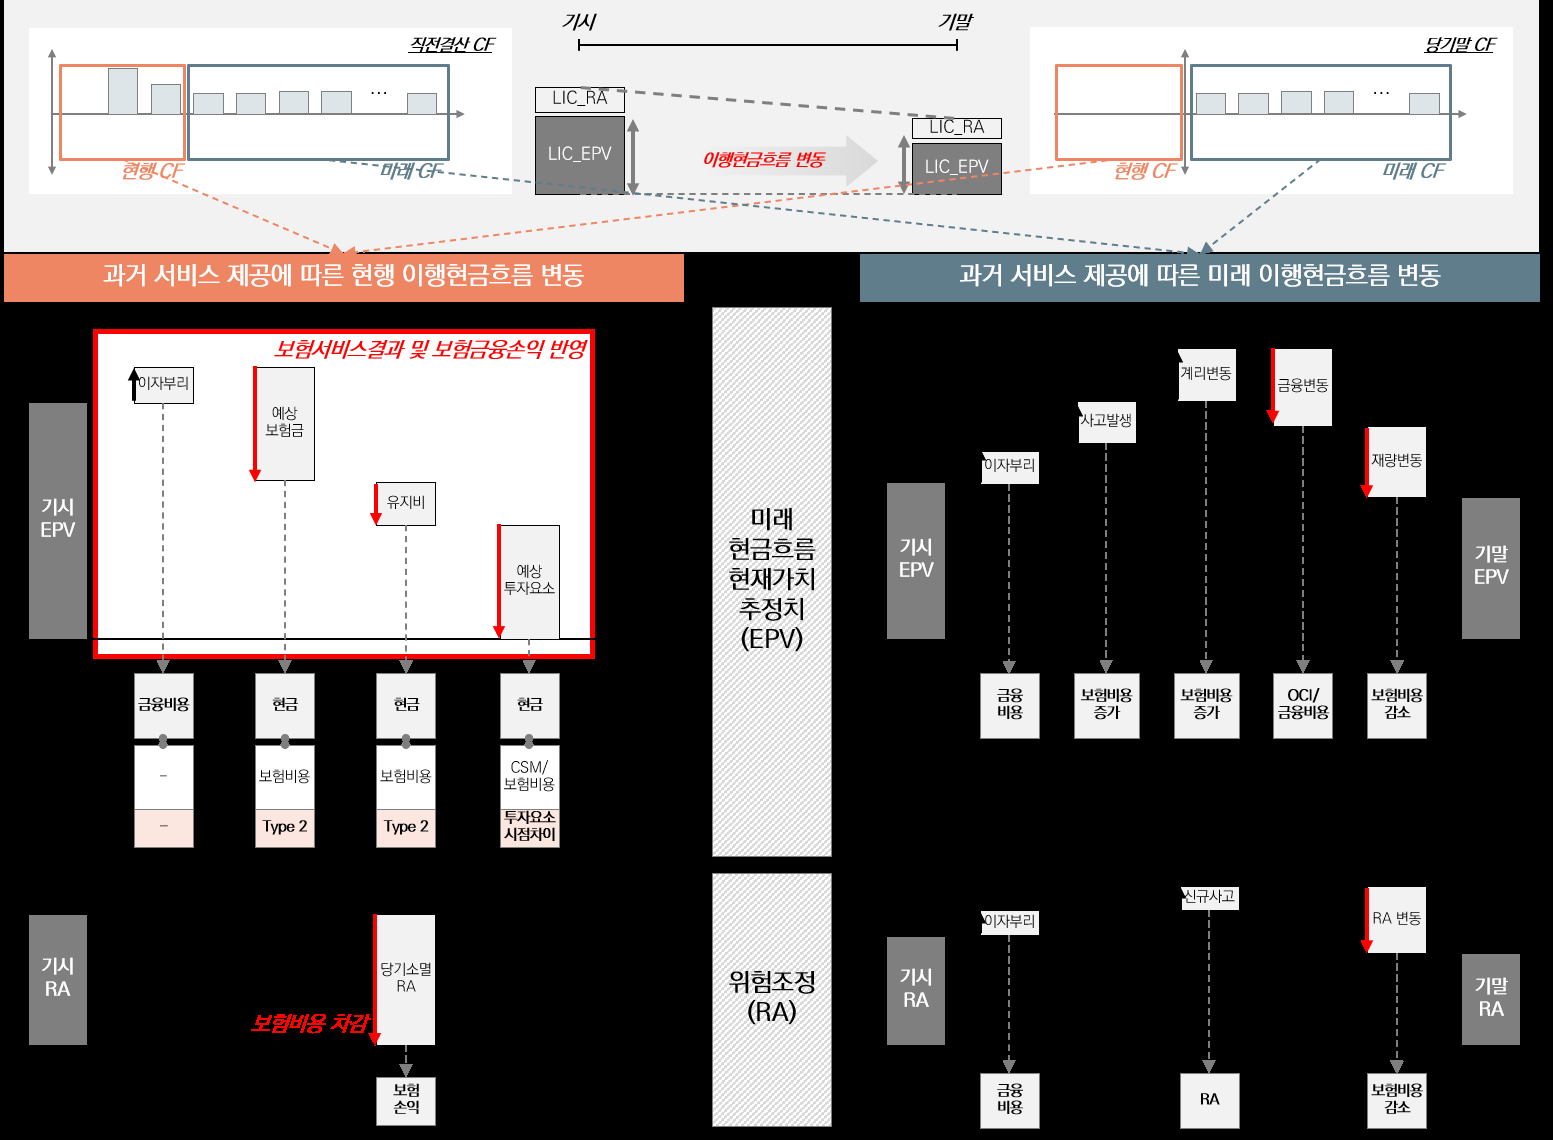 기시
기말
직전결산 CF
당기말 CF
...
...
LIC_RA
LIC_RA
LIC_EPV
이행현금흐름 변동
LIC_EPV
현행 CF
미래 CF
현행 CF
미래 CF
과거 서비스 제공에 따른 현행 이행현금흐름 변동
과거 서비스 제공에 따른 미래 이행현금흐름 변동
보험서비스결과 및 보험금융손익 반영
이자부리
예상
보험금
유지비
예상
투자요소
기시
EPV
금융비용
현금
현금
현금
–
보험비용
보험비용
CSM/
보험비용
–
Type 2
Type 2
투자요소
시점차이
미래
현금흐름
현재가치
추정치
(EPV)
기시
EPV
이자부리
사고발생
계리변동
금융변동
재량변동
기말
EPV
금융
비용
보험비용
증가
보험비용
증가
OCI/
금융비용
보험비용
감소
기시
RA
당기소멸
RA
보험비용 차감
보험
손익
위험조정
(RA)
기시
RA
이자부리
신규사고
RA 변동
기말
RA
금융
비용
RA
보험비용
감소